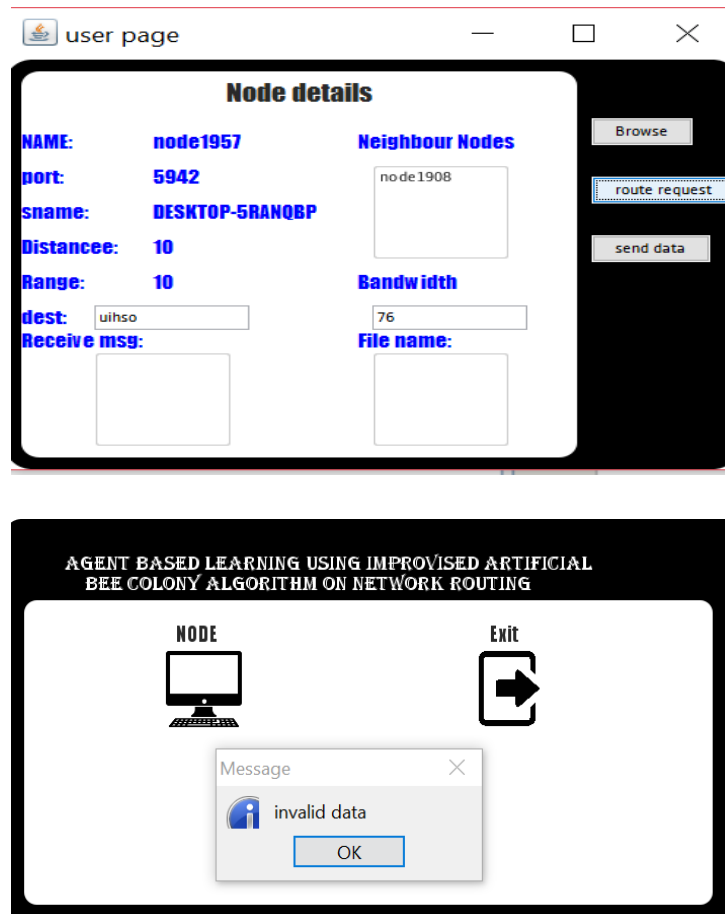 user page
Node details
NAME: node1957 Neighbour Nodes
port: 5942 node1908
sname: DESKTOP-5RANQBP
Distancee: 10
Range: 10 Bandwidth
dest: uihso 76
Receive msg: File name:
Browse
route request
send data
AGENT BASED LEARNING USING IMPROVISED ARTIFICIAL
BEE COLONY ALGORITHM ON NETWORK ROUTING
NODE Exit
Message
invalid data
OK